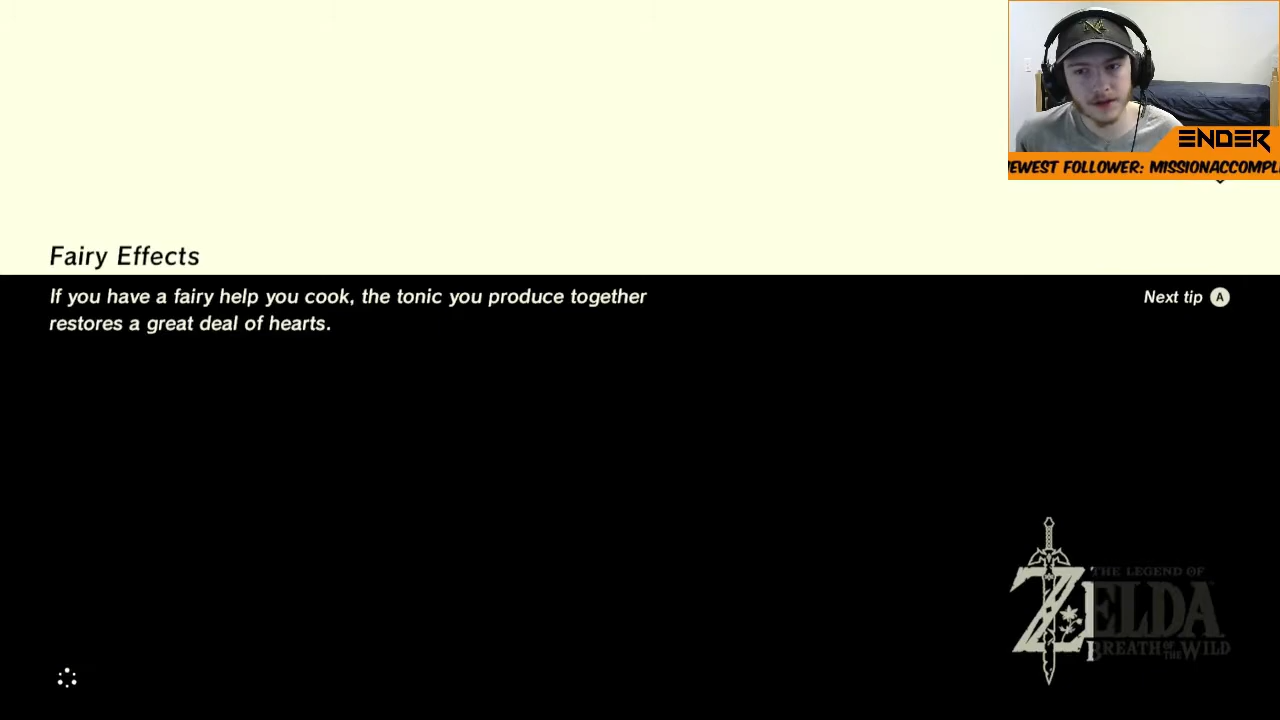 ENDER
EWEST FOLLOWER: MISSIONACCOMPL
Fairy Effects
If you have a fairy help you cook, the tonic you produce together
restores a great deal of hearts.
Next tip A
THE LEGEND OF
ZELDA
BREATH OF THE WILD